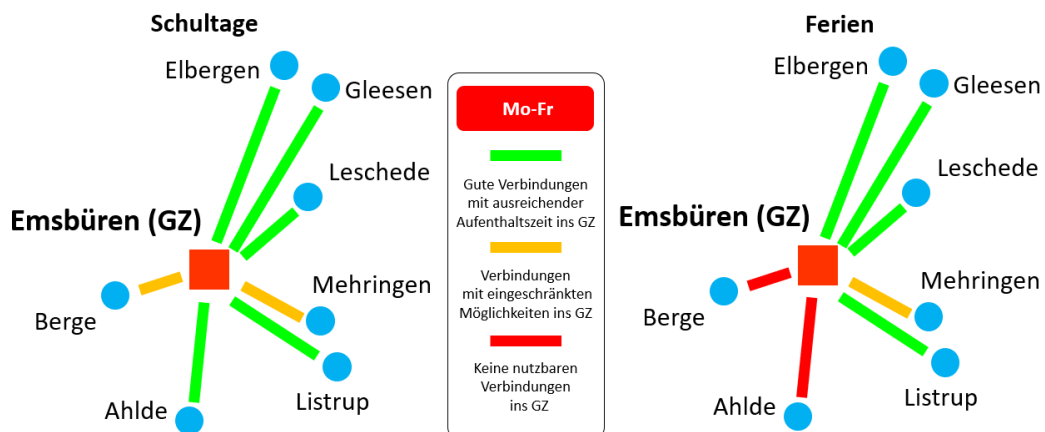 Schultage
Elbergen
Gleesen
Leschede
Emsbüren (GZ)
Mehringen
Berge
Listrup
Ahlde
Mo-Fr
Gute Verbindungen
mit ausreichender
Aufenthaltszeit ins GZ
Verbindungen
mit eingeschränkten
Möglichkeiten ins GZ
Keine nutzbaren
Verbindungen
ins GZ
Ferien
Elbergen
Gleesen
Leschede
Emsbüren (GZ)
Mehringen
Berge
Listrup
Ahlde